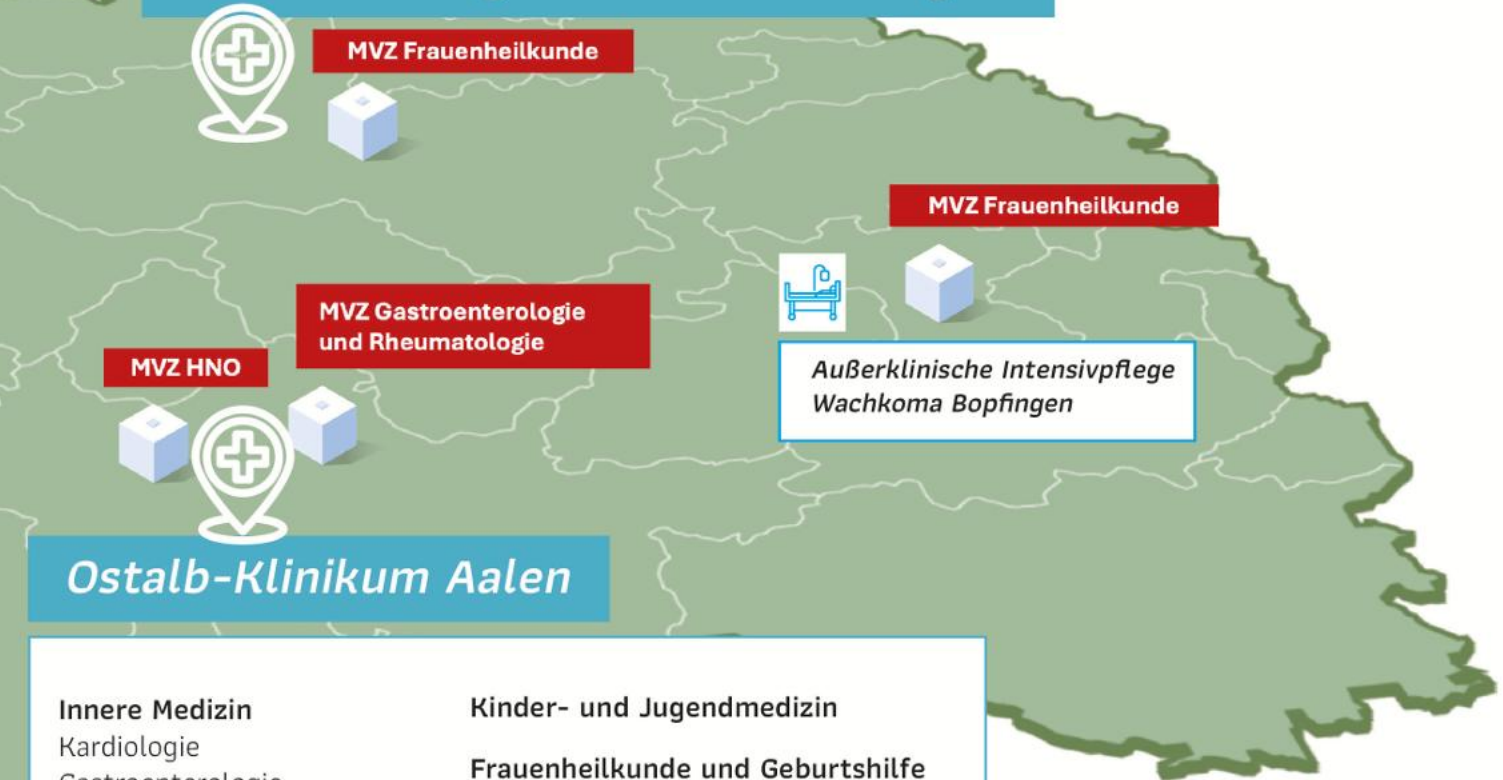 MVZ Frauenheilkunde
MVZ Frauenheilkunde
MVZ Gastroenterologie
und Rheumatologie
MVZ HNO
Außerklinische Intensivpflege
Wachkoma Bopfingen
Ostalb-Klinikum Aalen
Innere Medizin
Kardiologie
Gastroenterologie
Kinder- und Jugendmedizin
Frauenheilkunde und Geburtshilfe